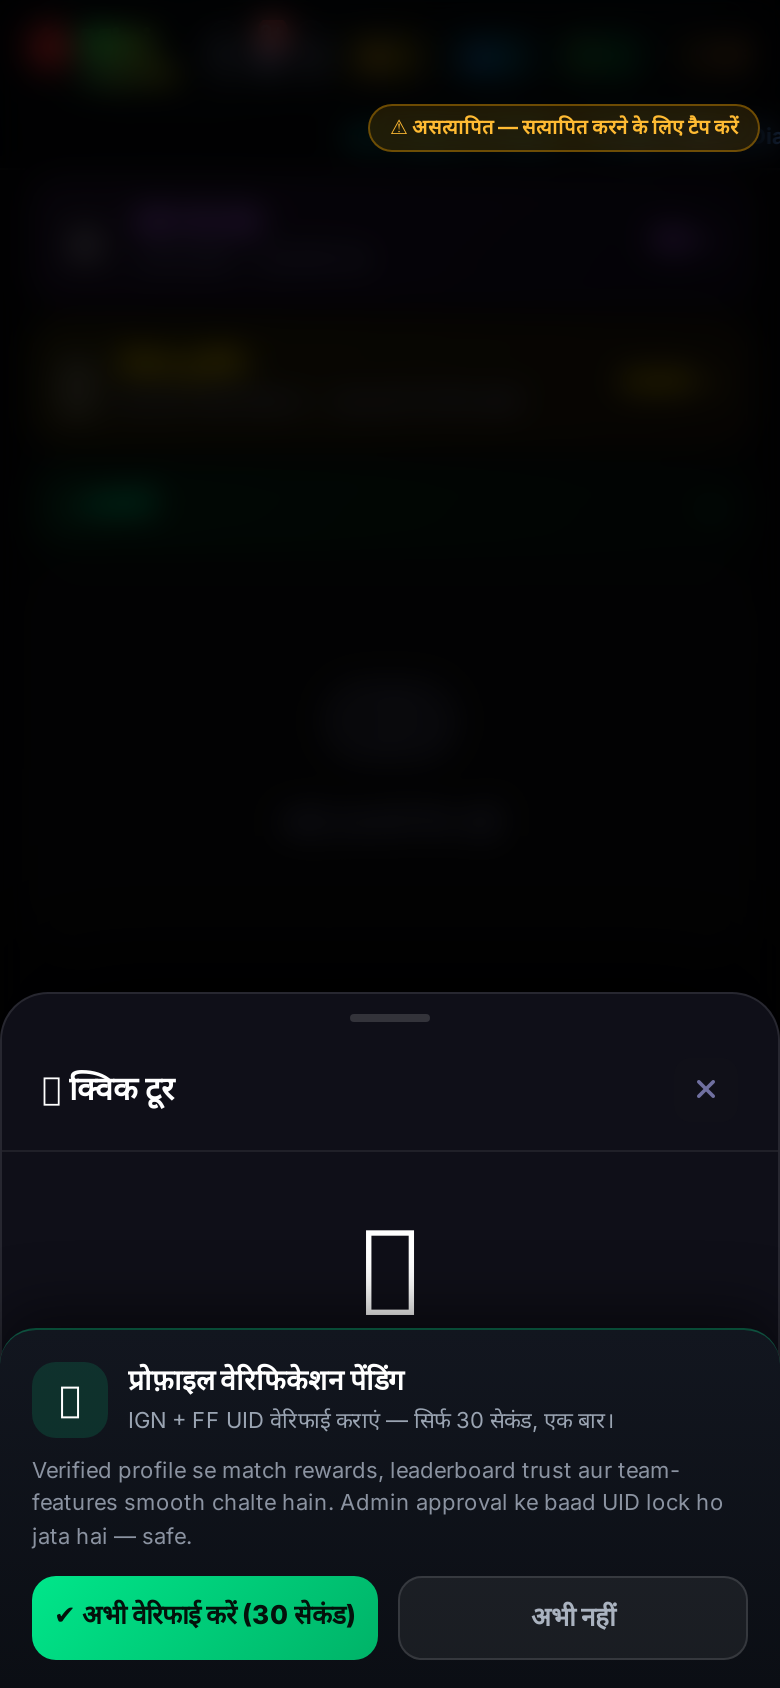 ⚠ असत्यापित — सत्यापित करने के लिए टैप करें
क्विक टूर
प्रोफ़ाइल वेरिफिकेशन पेंडिंग
IGN + FF UID वेरिफाई कराएं — सिर्फ 30 सेकंड, एक बार।
Verified profile se match rewards, leaderboard trust aur team-
features smooth chalte hain. Admin approval ke baad UID lock ho
jata hai — safe.
✔ अभी वेरिफाई करें (30 सेकंड)
अभी नहीं